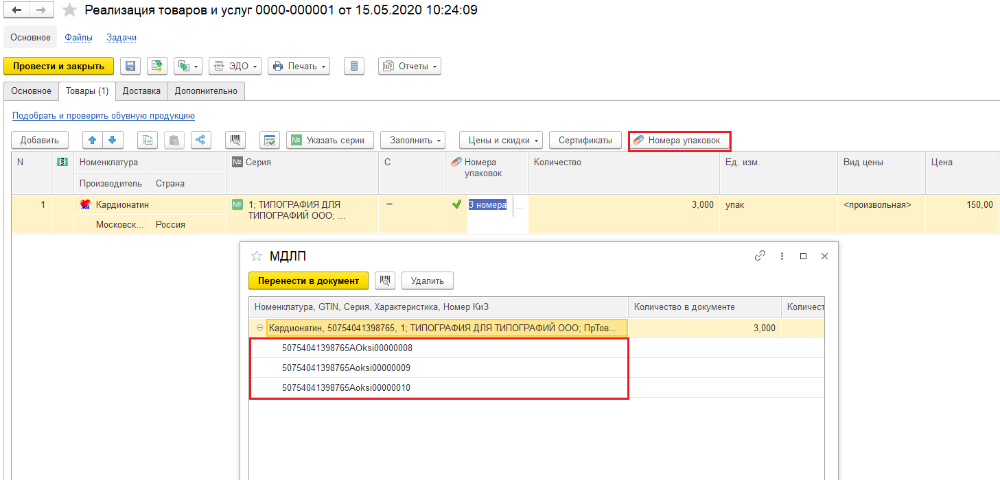 Реализация товаров и услуг 0000-000001 от 15.05.2020 10:24:09
Основное Файлы Задачи
Провести и закрыть ЭДО Печать Отчеты
Основное Товары (1) Доставка Дополнительно
Подобрать и проверить обувную продукцию
Добавить № Указать серии Заполнить Цены и скидки Сертификаты Номера упаковок
N Номенклатура № Серия С Номера упаковок Количество Ед. изм. Вид цены Цена
Производитель Страна
1 ЖВ Кардионатин № 1; ТИПОГРАФИЯ ДЛЯ – 3 номера ... 3,000 упак <произвольная> 150,00
ТИПОГРАФИЙ ООО; ...
Московск... Россия
МДЛП
Перенести в документ Удалить
Номенклатура, GTIN, Серия, Характеристика, Номер КиЗ Количество в документе Количест
Кардионатин, 50754041398765, 1; ТИПОГРАФИЯ ДЛЯ ТИПОГРАФИЙ ООО; ПрТов... 3,000
50754041398765AOksi00000008
50754041398765Aoksi00000009
50754041398765Aoksi00000010